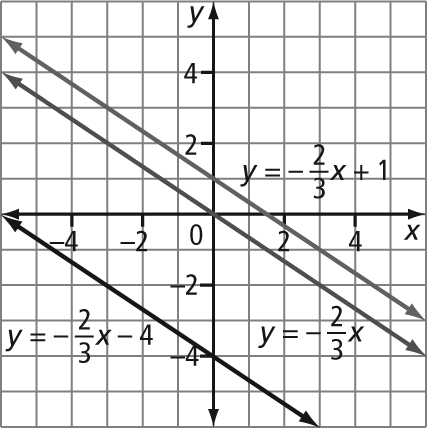 y
4
2
y = −2/3x + 1
−4 −2 0 2 4 x
−2
y = −2/3x − 4
y = −2/3x
−4